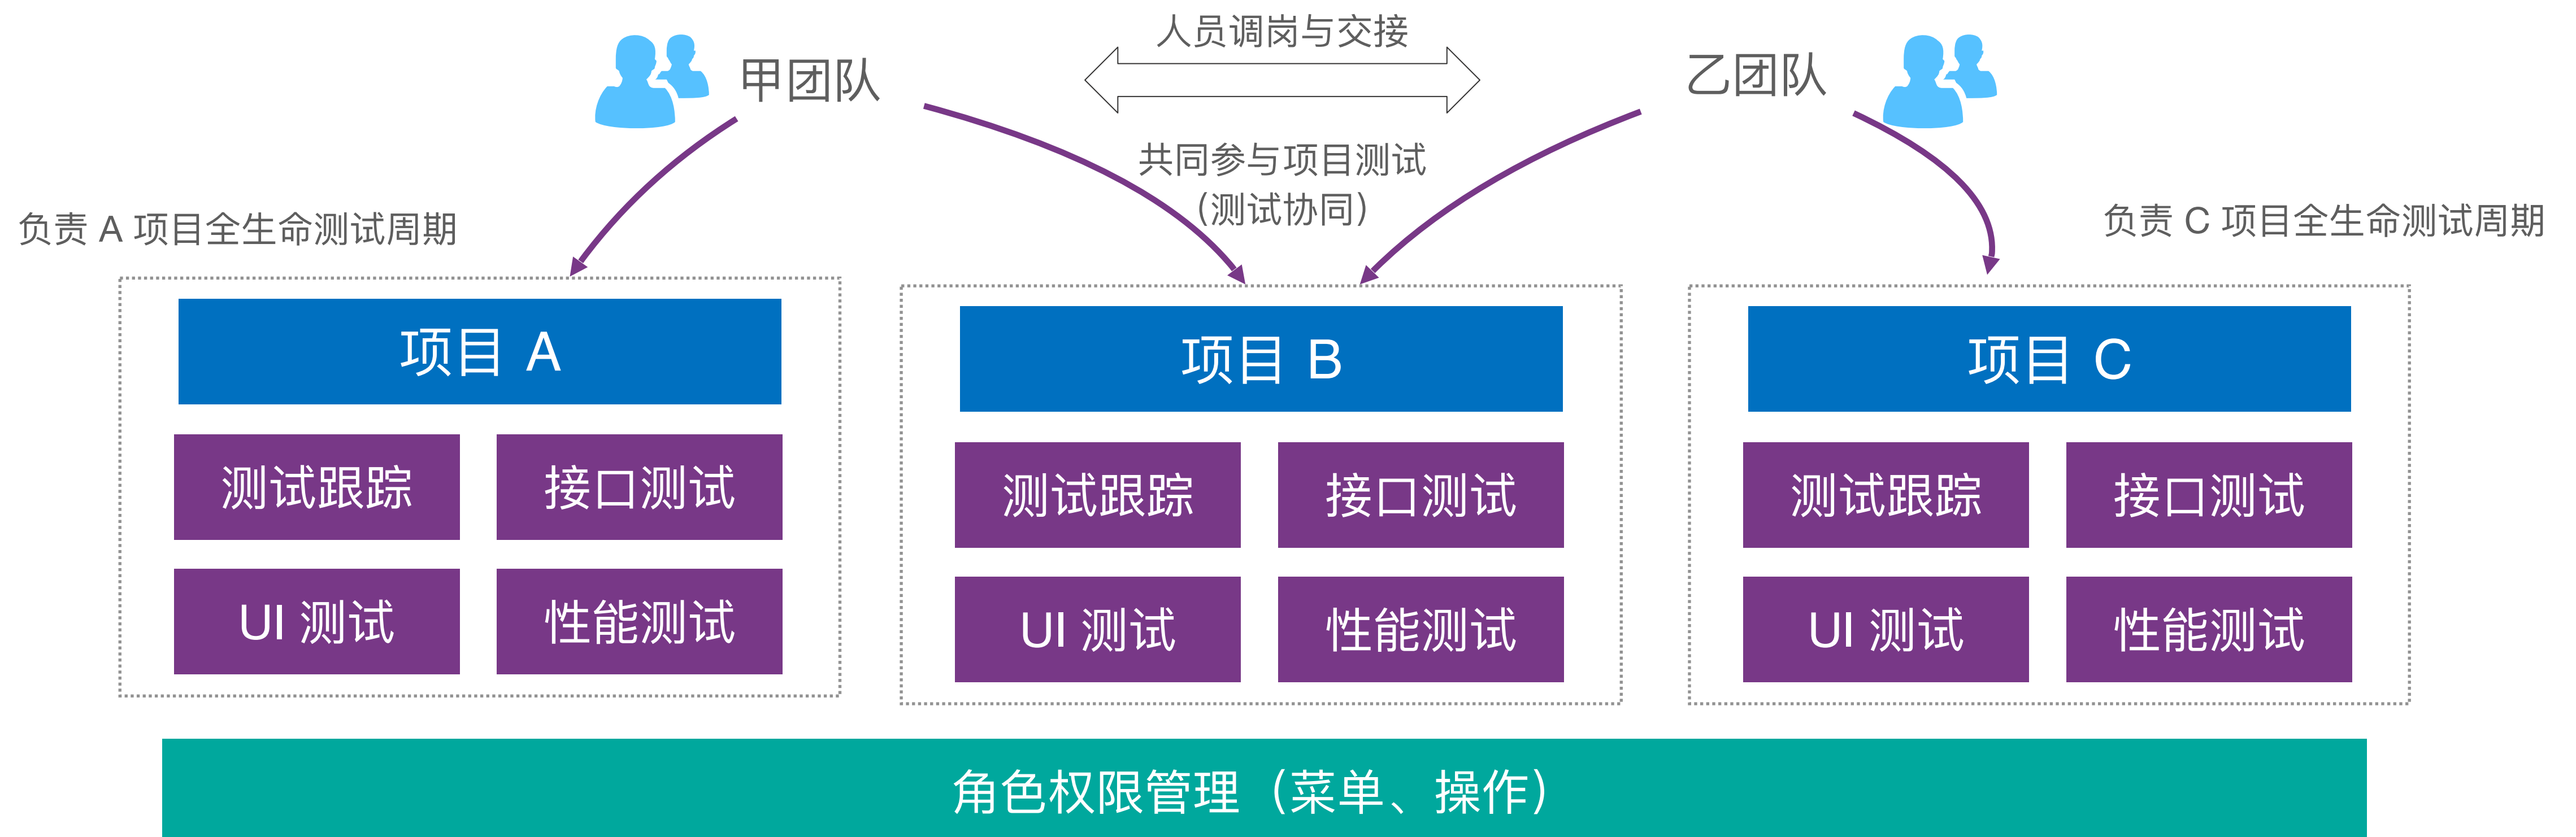 人员调岗与交接
甲团队
乙团队
共同参与项目测试
（测试协同）
负责 A 项目全生命测试周期
负责 C 项目全生命测试周期
项目 A
测试跟踪
接口测试
UI 测试
性能测试
项目 B
测试跟踪
接口测试
UI 测试
性能测试
项目 C
测试跟踪
接口测试
UI 测试
性能测试
角色权限管理（菜单、操作）